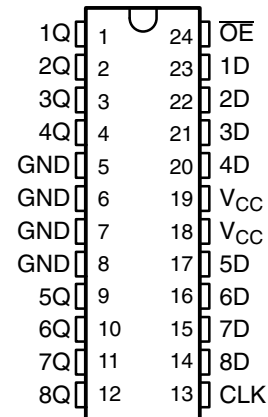 1Q 1 24 O̅E̅
2Q 2 23 1D
3Q 3 22 2D
4Q 4 21 3D
GND 5 20 4D
GND 6 19 VCC
GND 7 18 VCC
GND 8 17 5D
5Q 9 16 6D
6Q 10 15 7D
7Q 11 14 8D
8Q 12 13 CLK